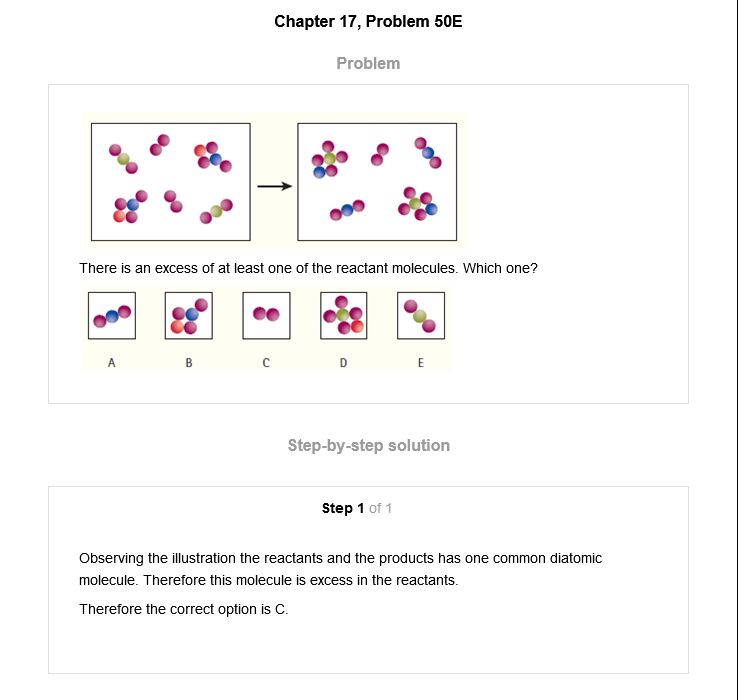 Chapter 17, Problem 50E
Problem
There is an excess of at least one of the reactant molecules. Which one?
A B C D E
Step-by-step solution
Step 1 of 1
Observing the illustration the reactants and the products has one common diatomic
molecule. Therefore this molecule is excess in the reactants.
Therefore the correct option is C.